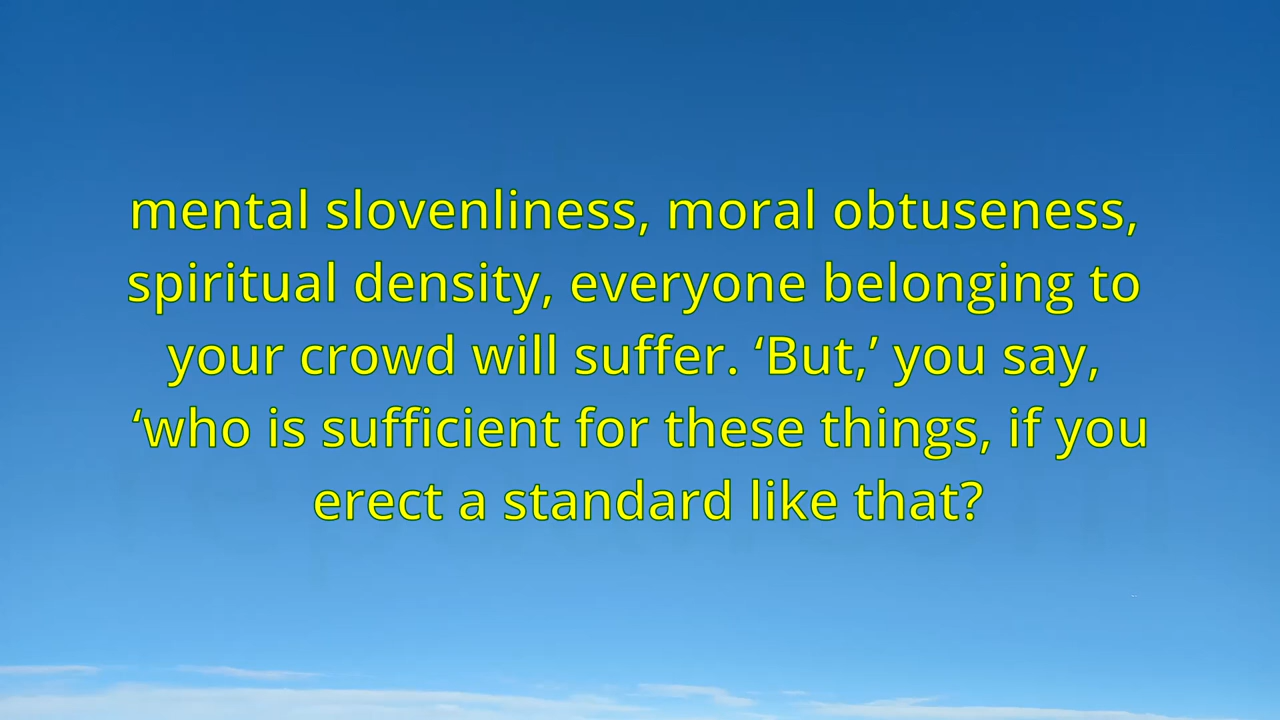 mental slovenliness, moral obtuseness,
spiritual density, everyone belonging to
your crowd will suffer. ‘But,’ you say,
‘who is sufficient for these things, if you
erect a standard like that?